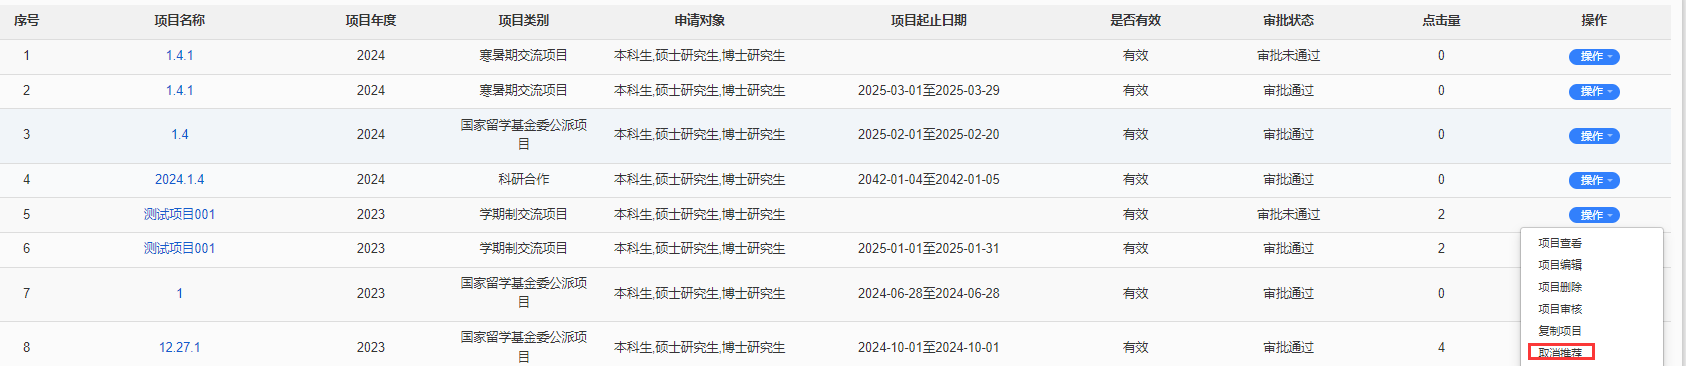 序号 项目名称 项目年度 项目类别 申请对象 项目起止日期 是否有效 审批状态 点击量 操作
1 1.4.1 2024 寒暑期交流项目 本科生,硕士研究生,博士研究生 有效 审批未通过 0 操作
2 1.4.1 2024 寒暑期交流项目 本科生,硕士研究生,博士研究生 2025-03-01至2025-03-29 有效 审批通过 0 操作
3 1.4 2024 国家留学基金委公派项目 本科生,硕士研究生,博士研究生 2025-02-01至2025-02-20 有效 审批通过 0 操作
4 2024.1.4 2024 科研合作 本科生,硕士研究生,博士研究生 2042-01-04至2042-01-05 有效 审批通过 0 操作
5 测试项目001 2023 学期制交流项目 本科生,硕士研究生,博士研究生 有效 审批未通过 2 操作
6 测试项目001 2023 学期制交流项目 本科生,硕士研究生,博士研究生 2025-01-01至2025-01-31 有效 审批通过 2
7 1 2023 国家留学基金委公派项目 本科生,硕士研究生,博士研究生 2024-06-28至2024-06-28 有效 审批通过 0
8 12.27.1 2023 国家留学基金委公派项目 本科生,硕士研究生,博士研究生 2024-10-01至2024-10-01 有效 审批通过 4
项目查看
项目编辑
项目删除
项目审核
复制项目
取消推荐